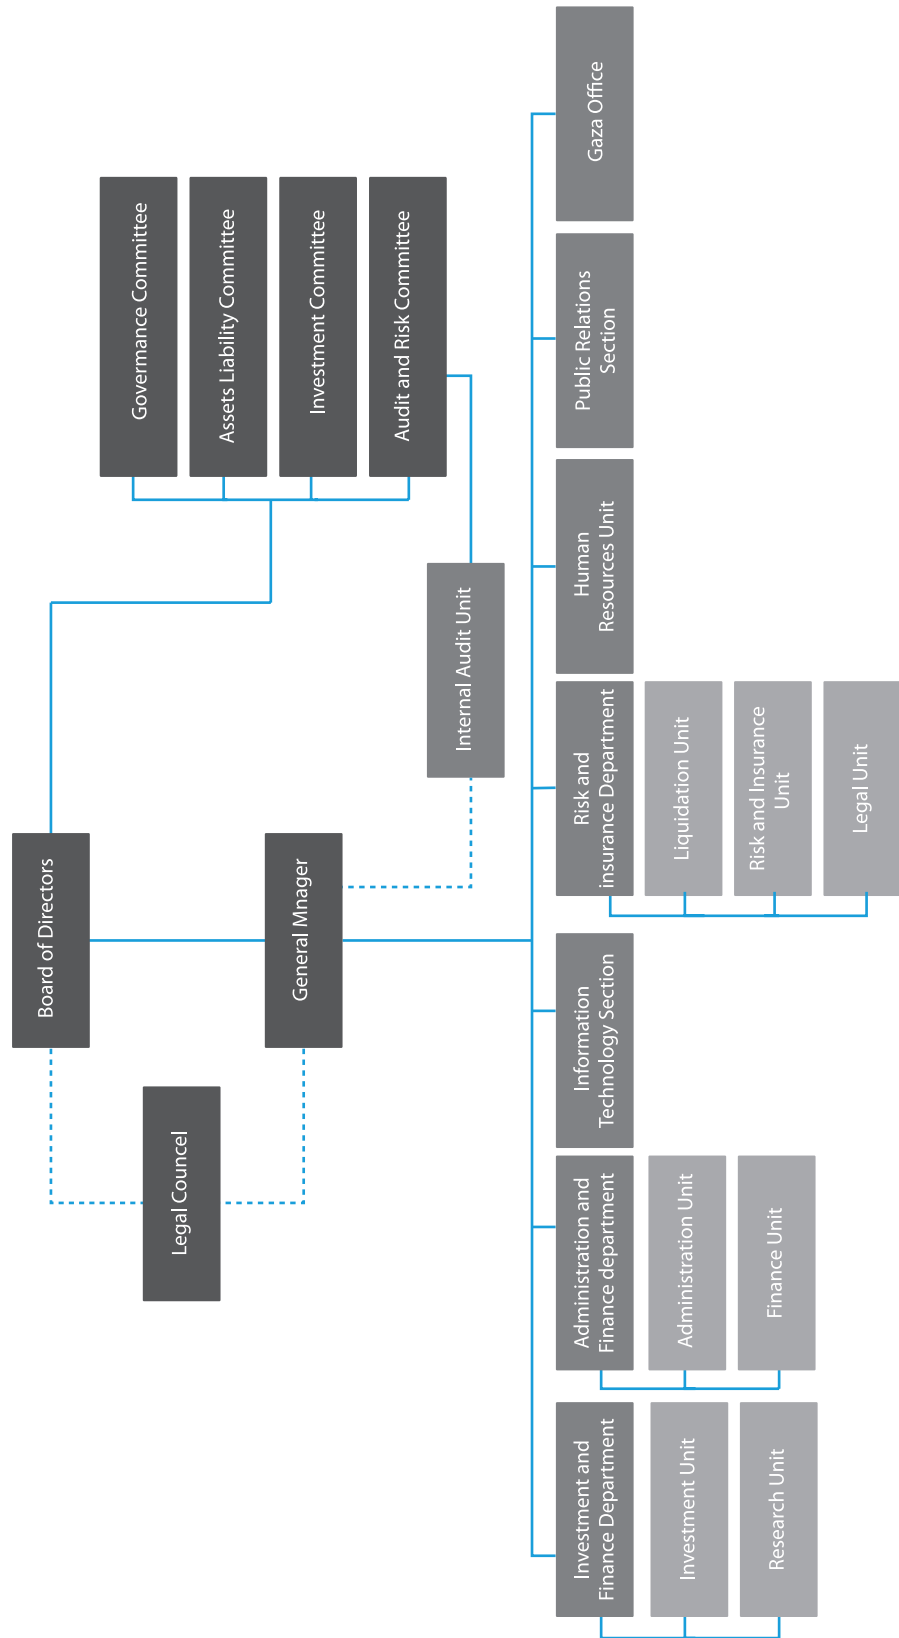 Board of Directors
Legal Councel
General Mnager
Governance Committee
Assets Liability Committee
Investment Committee
Audit and Risk Committee
Internal Audit Unit
Investment and
Finance Department
Investment Unit
Research Unit
Administration and
Finance department
Administration Unit
Finance Unit
Information
Technology Section
Risk and
insurance Department
Liquidation Unit
Risk and Insurance
Unit
Legal Unit
Human
Resources Unit
Public Relations
Section
Gaza Office